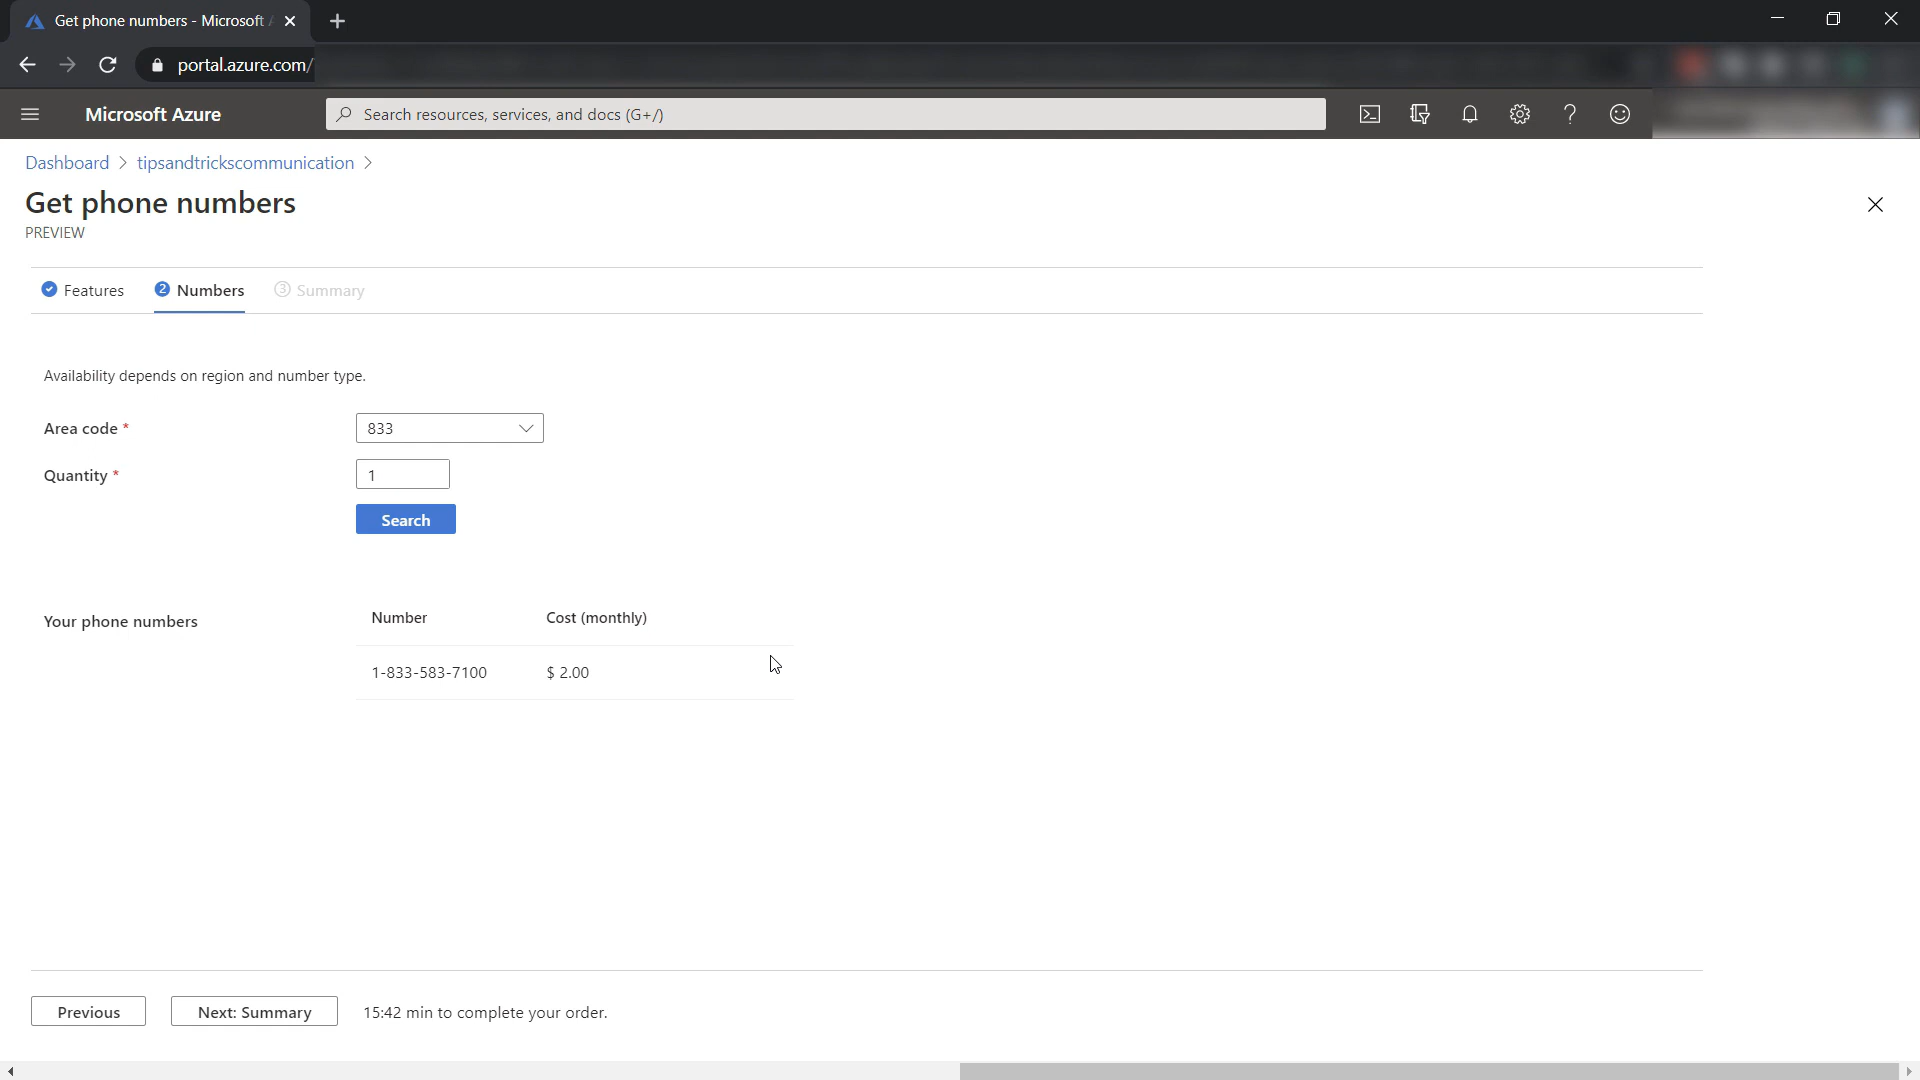 Get phone numbers - Microsoft
portal.azure.com/
Microsoft Azure
Search resources, services, and docs (G+/)
Dashboard > tipsandtrickscommunication >
Get phone numbers
PREVIEW
Features 2 Numbers 3 Summary
Availability depends on region and number type.
Area code * 833
Quantity * 1
Search
Your phone numbers Number Cost (monthly)
1-833-583-7100 $ 2.00
Previous Next: Summary 15:42 min to complete your order.